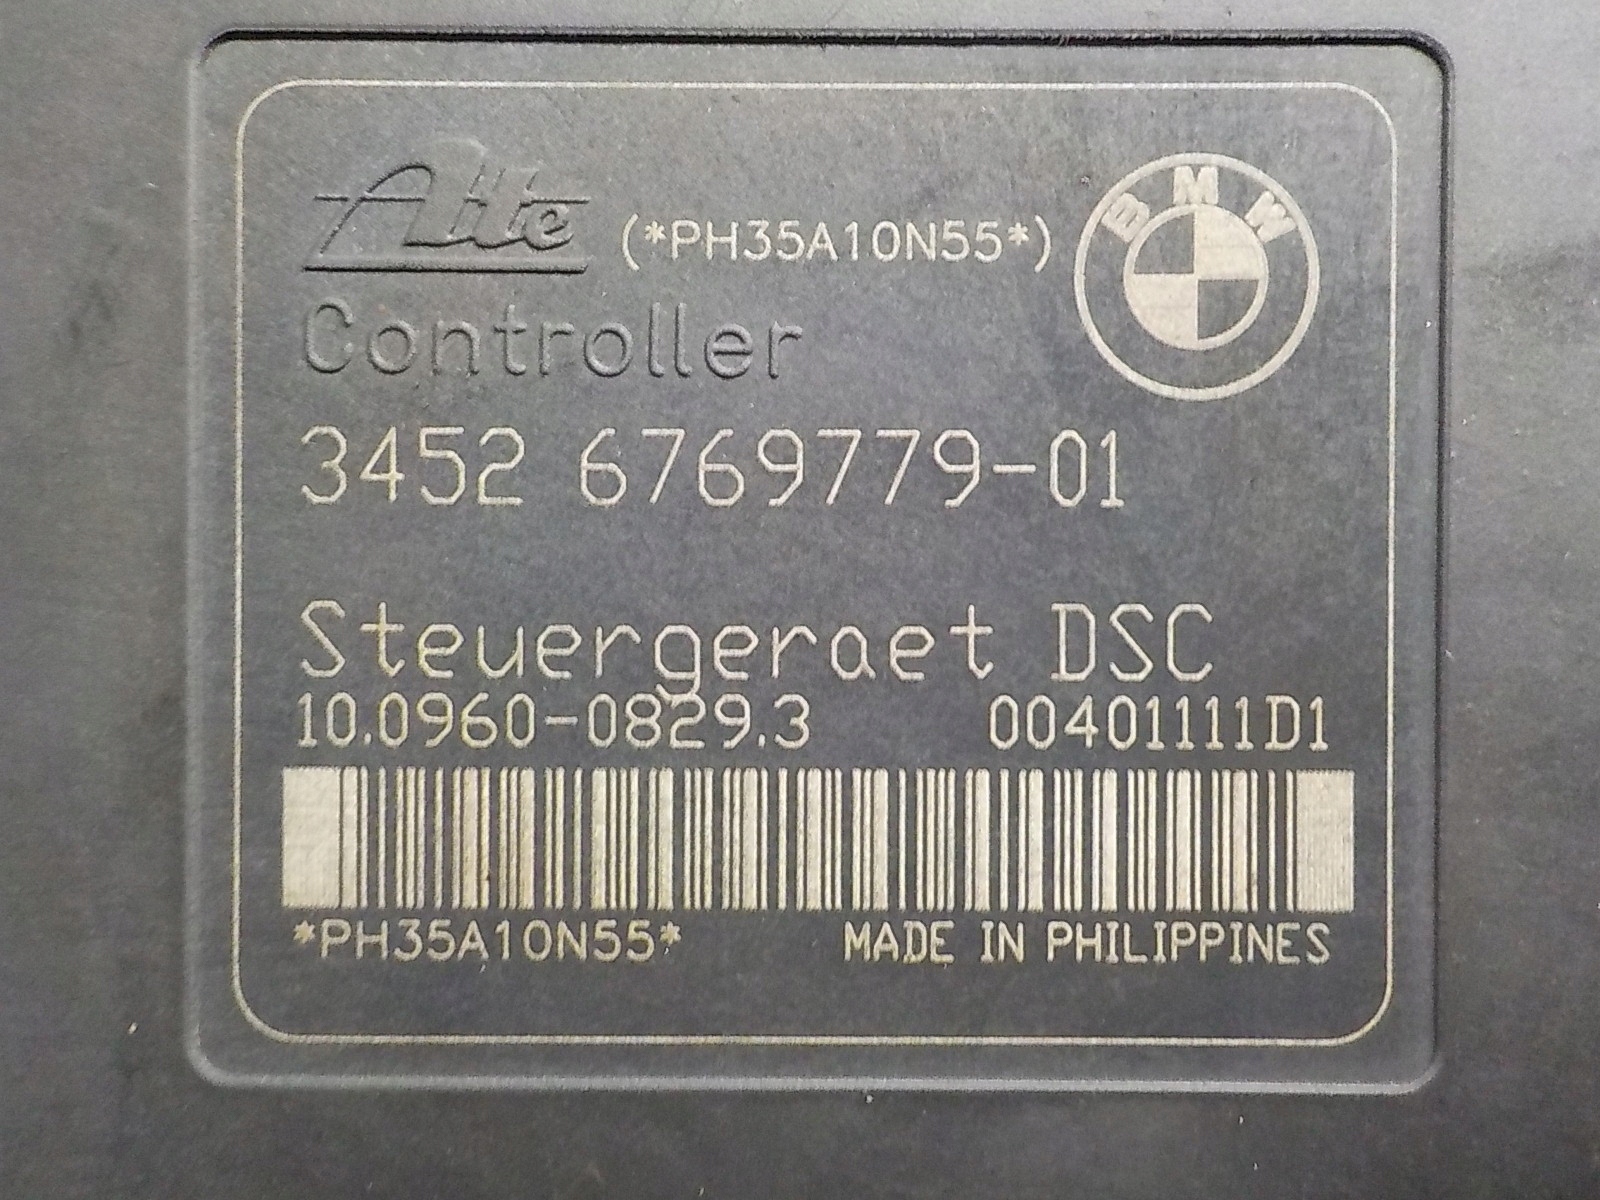 Ate (*PH35A10N55*) BMW
Controller
3452 6769779-01
Steuergeraet DSC
10.0960-0829.3 00401111D1
*PH35A10N55* MADE IN PHILIPPINES